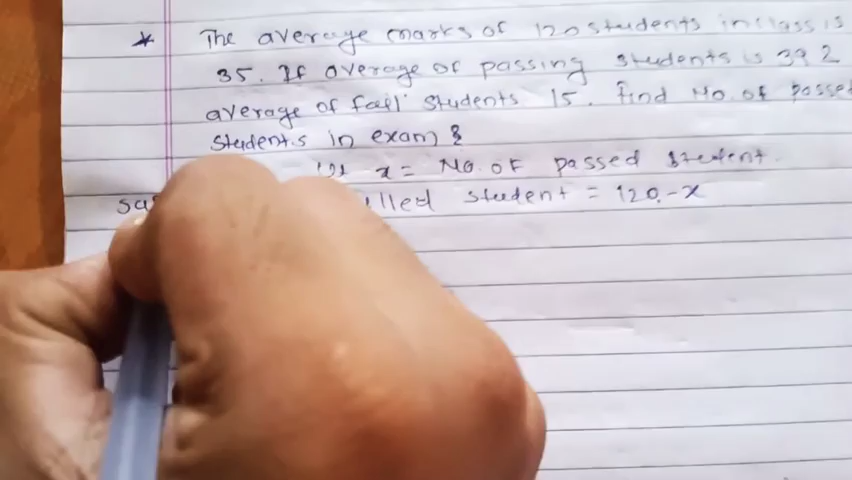 * The average marks of 120 students in class is
35. If average of passing students is 39 &
average of fail students 15. find No. of passed
students in exam?
x = No. of passed student.
student = 120 - x